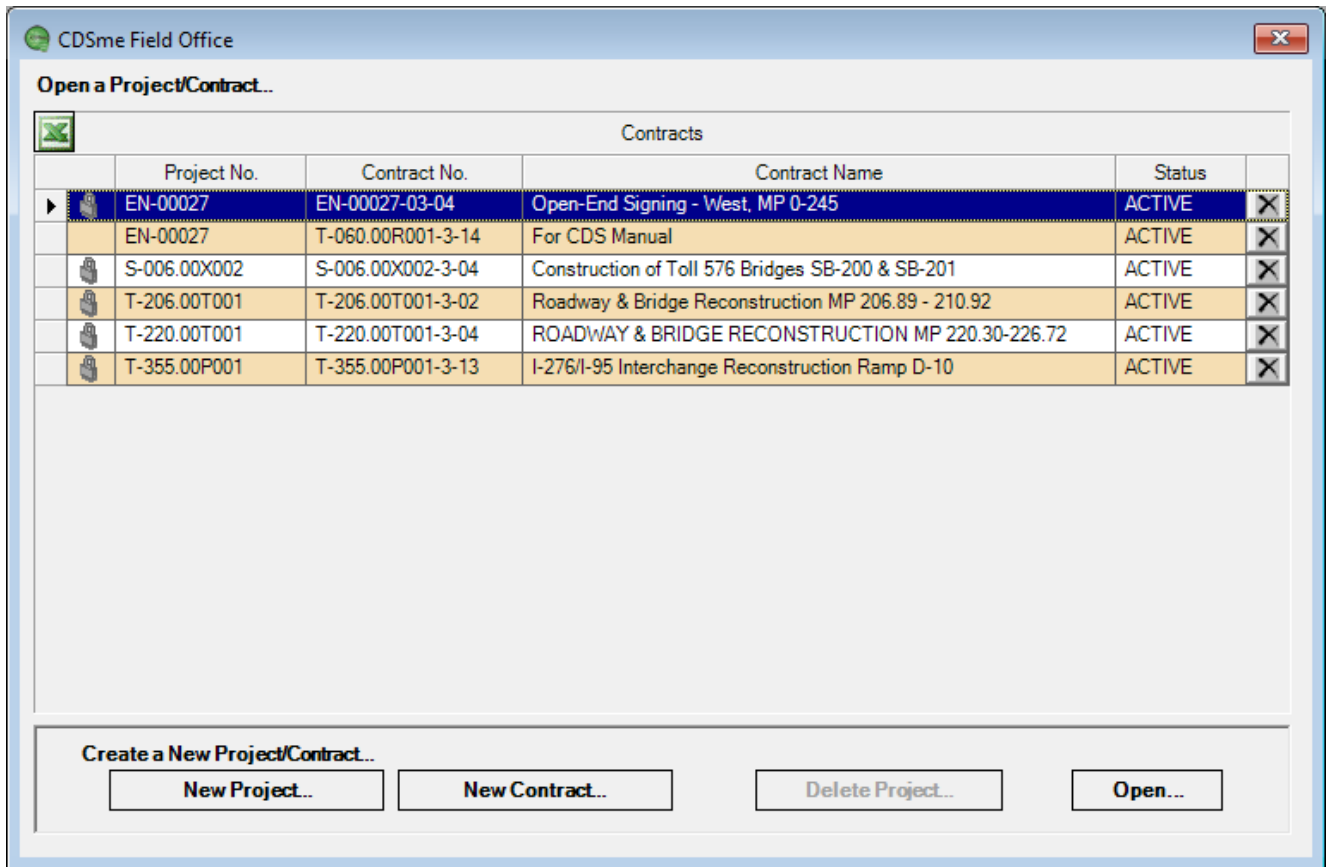 CDSme Field Office
Open a Project/Contract...
Contracts
Project No. Contract No. Contract Name Status
EN-00027 EN-00027-03-04 Open-End Signing - West, MP 0-245 ACTIVE
EN-00027 T-060.00R001-3-14 For CDS Manual ACTIVE
S-006.00X002 S-006.00X002-3-04 Construction of Toll 576 Bridges SB-200 & SB-201 ACTIVE
T-206.00T001 T-206.00T001-3-02 Roadway & Bridge Reconstruction MP 206.89 - 210.92 ACTIVE
T-220.00T001 T-220.00T001-3-04 ROADWAY & BRIDGE RECONSTRUCTION MP 220.30-226.72 ACTIVE
T-355.00P001 T-355.00P001-3-13 I-276/I-95 Interchange Reconstruction Ramp D-10 ACTIVE
Create a New Project/Contract...
New Project... New Contract... Delete Project... Open...